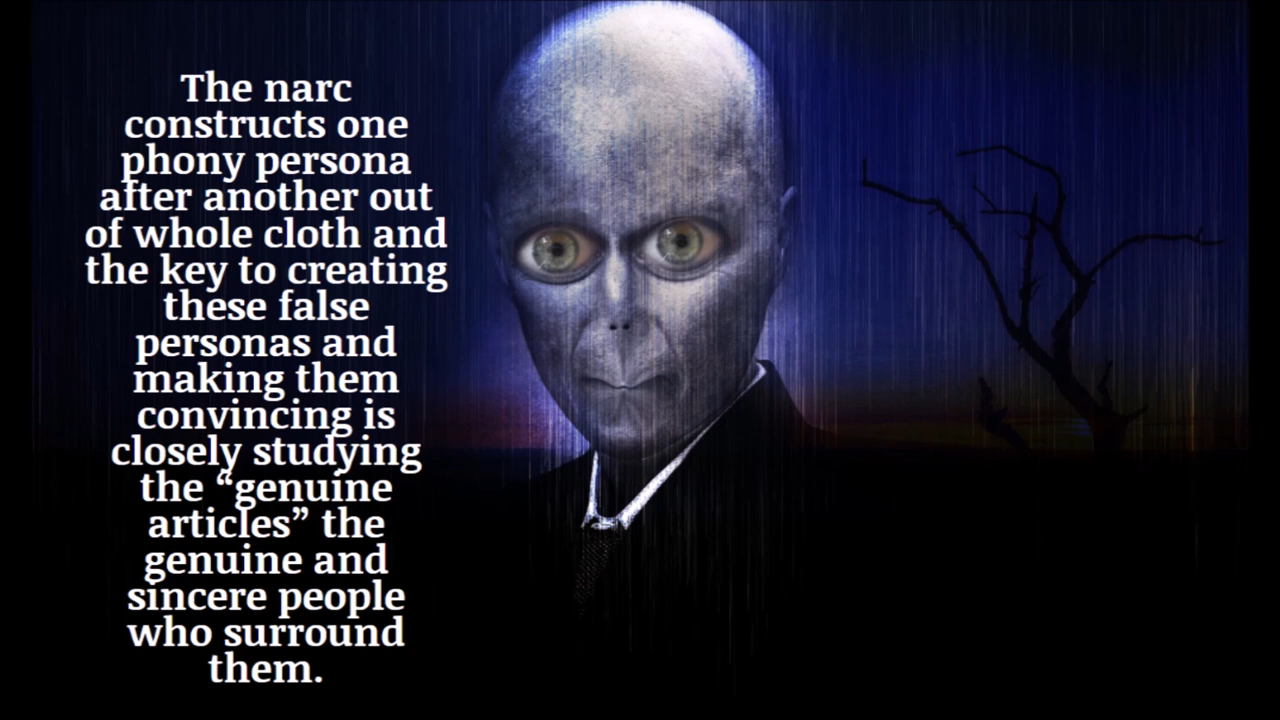 The narc
constructs one
phony persona
after another out
of whole cloth and
the key to creating
these false
personas and
making them
convincing is
closely studying
the “genuine
articles” the
genuine and
sincere people
who surround
them.